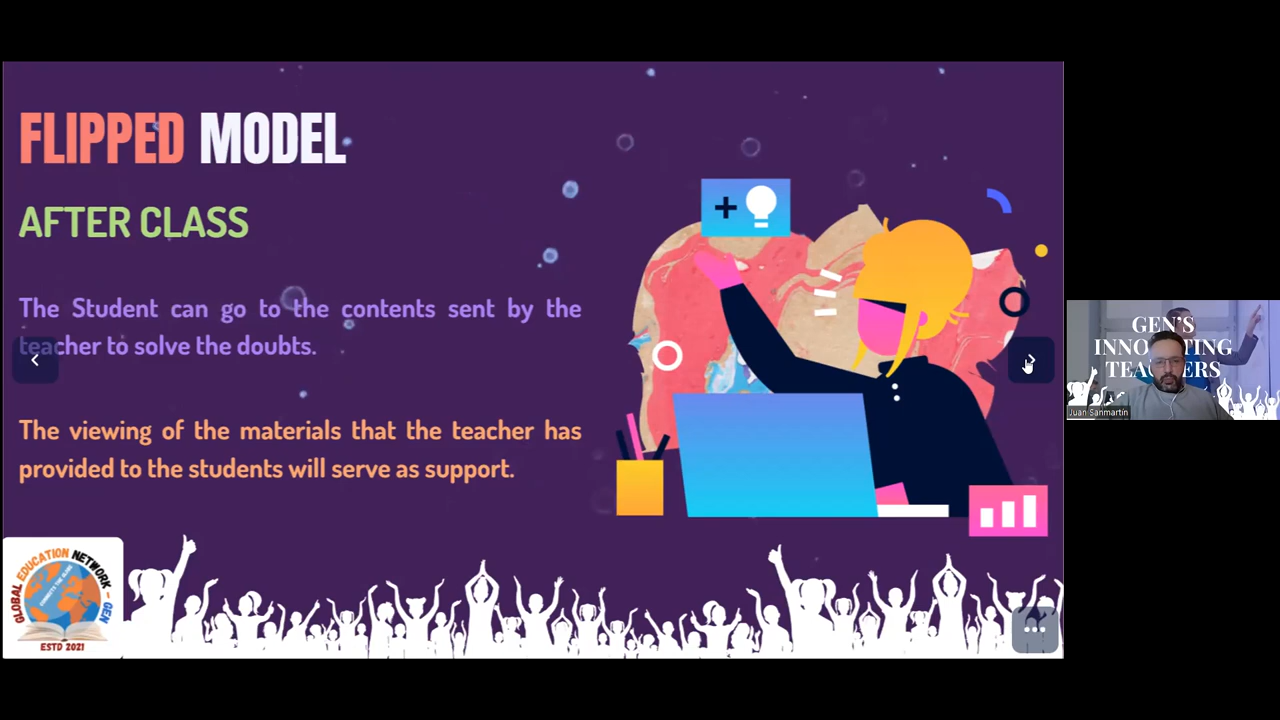 FLIPPED MODEL
AFTER CLASS
The Student can go to the contents sent by the
teacher to solve the doubts.
The viewing of the materials that the teacher has
provided to the students will serve as support.
GLOBAL EDUCATION NETWORK - GEN
ESTD 2021
GEN'S
TEACHERS
Juan Sanmartín